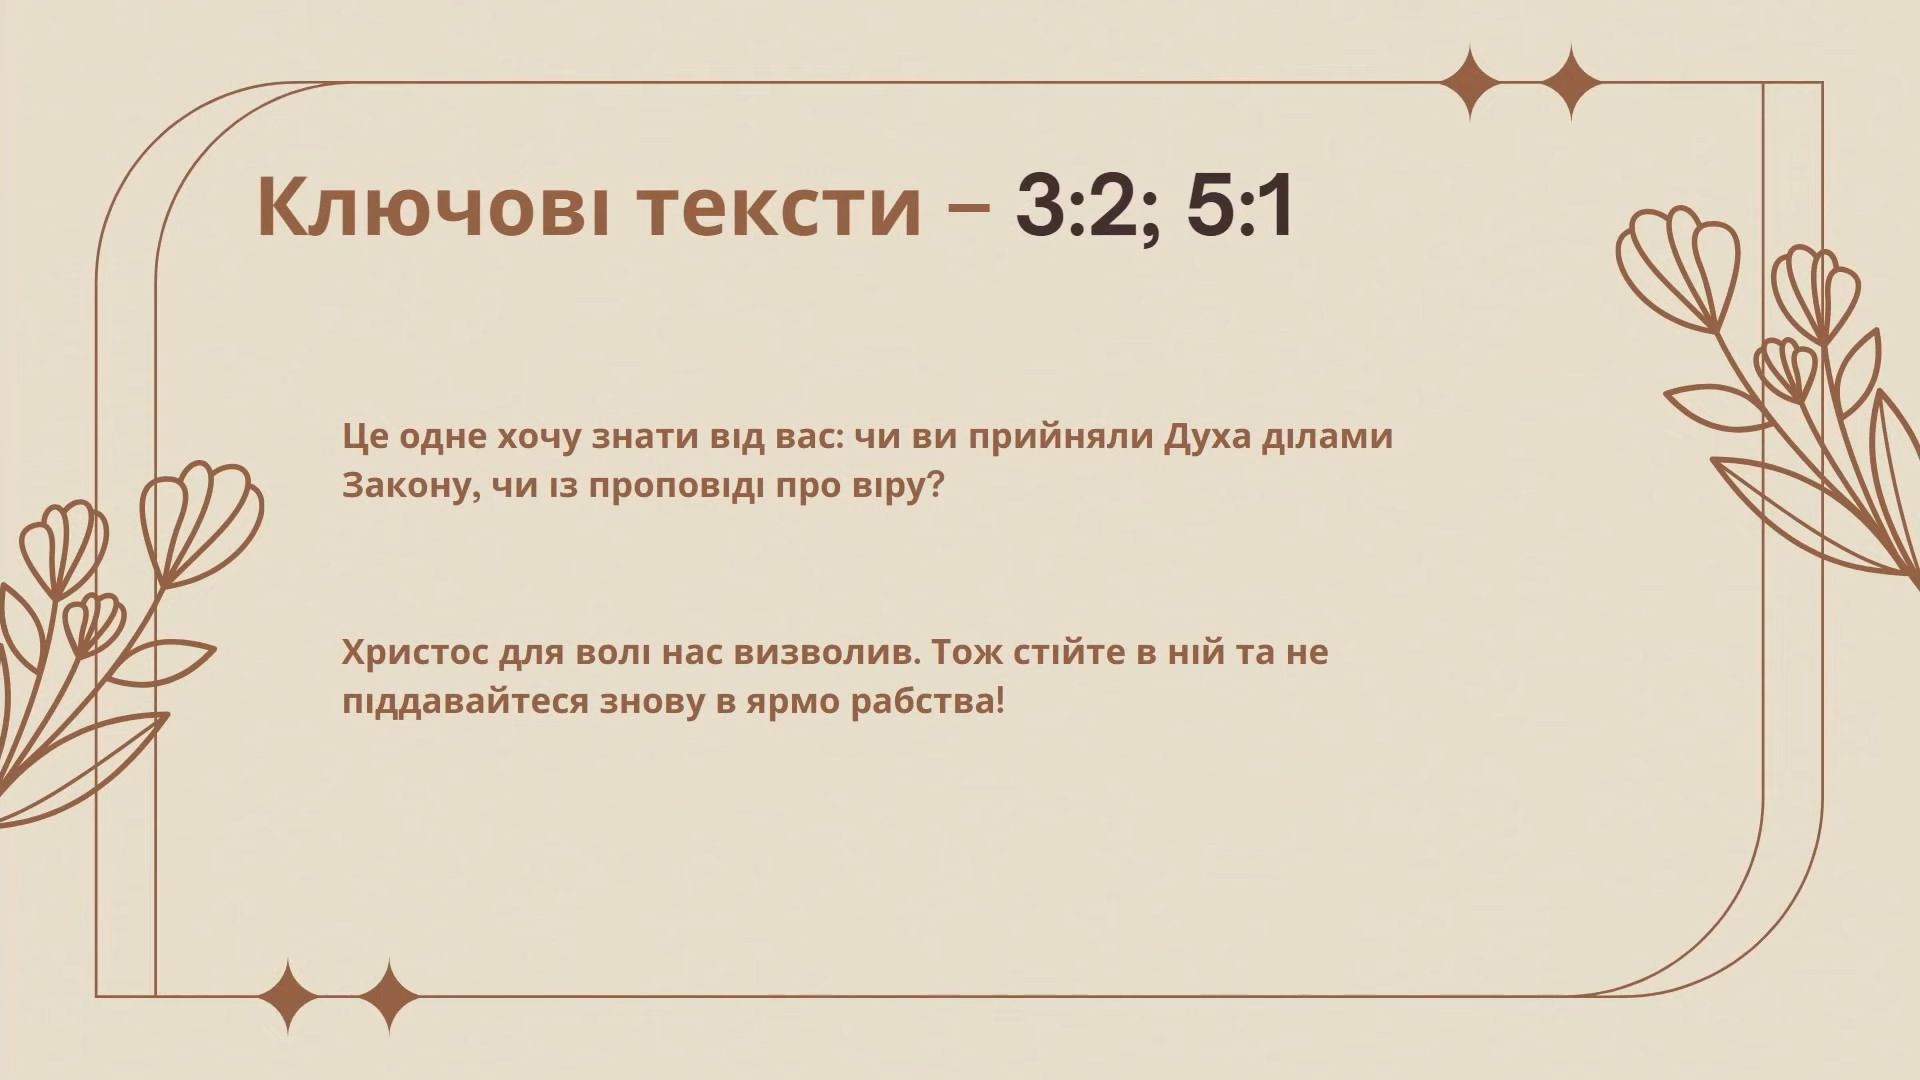 Ключові тексти – 3:2; 5:1
Це одне хочу знати від вас: чи ви прийняли Духа ділами
Закону, чи із проповіді про віру?
Христос для волі нас визволив. Тож стійте в ній та не
піддавайтеся знову в ярмо рабства!